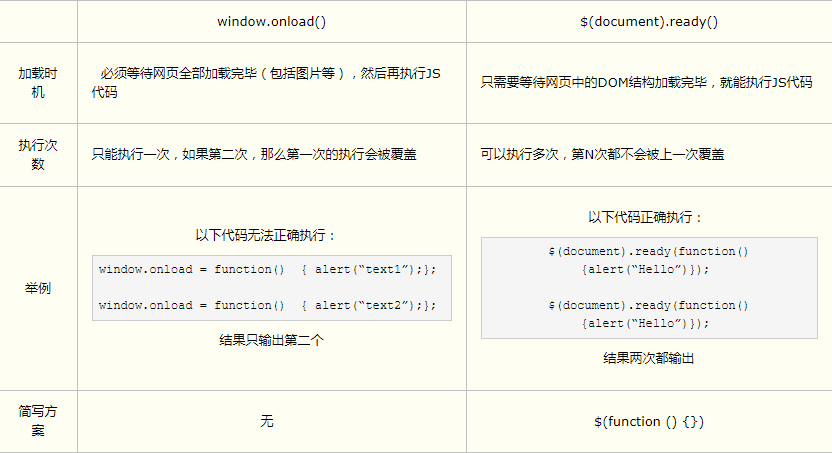 window.onload()
$(document).ready()
加载时
机
必须等待网页全部加载完毕（包括图片等），然后再执行JS
代码
只需要等待网页中的DOM结构加载完毕，就能执行JS代码
执行次
数
只能执行一次，如果第二次，那么第一次的执行会被覆盖
可以执行多次，第N次都不会被上一次覆盖
举例
以下代码无法正确执行：
window.onload = function()  { alert(“text1”);};
window.onload = function()  { alert(“text2”);};
结果只输出第二个
以下代码正确执行：
$(document).ready(function()
{alert(“Hello”)});
$(document).ready(function()
{alert(“Hello”)});
结果两次都输出
简写方
案
无
$(function () {})